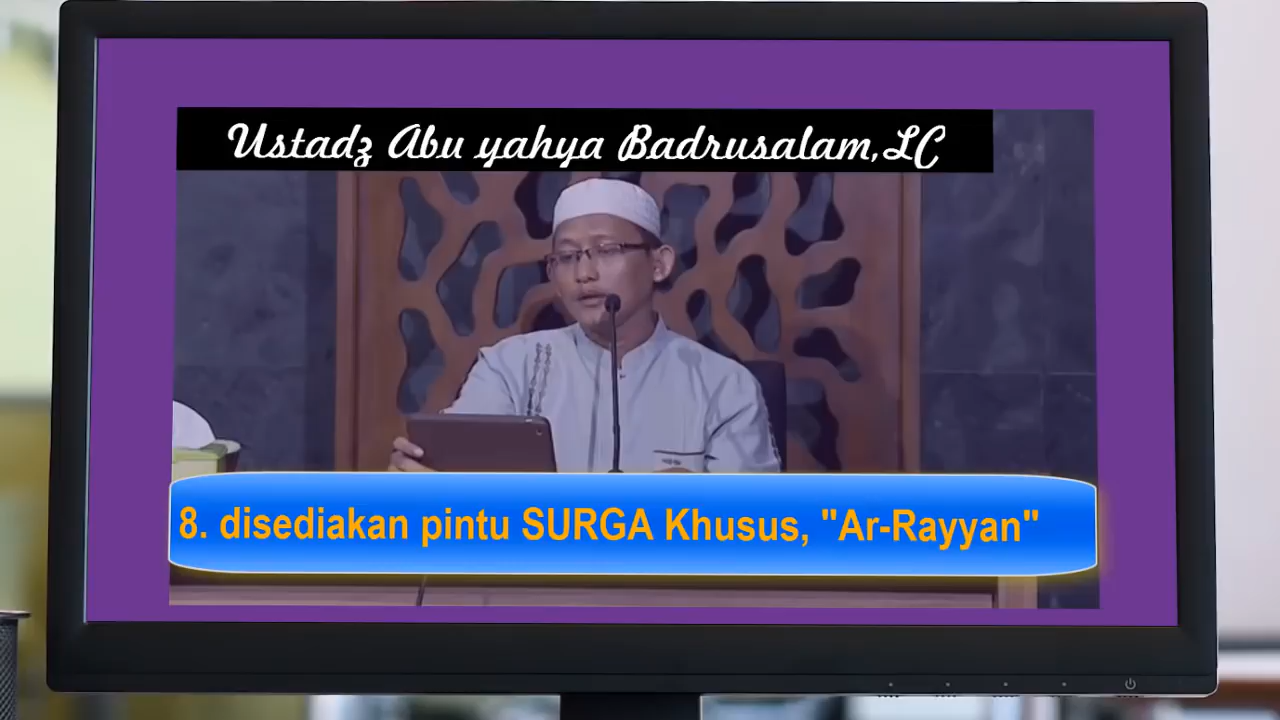 Ustadz Abu yahya Badrusalam,LC
8. disediakan pintu SURGA Khusus, "Ar-Rayyan"